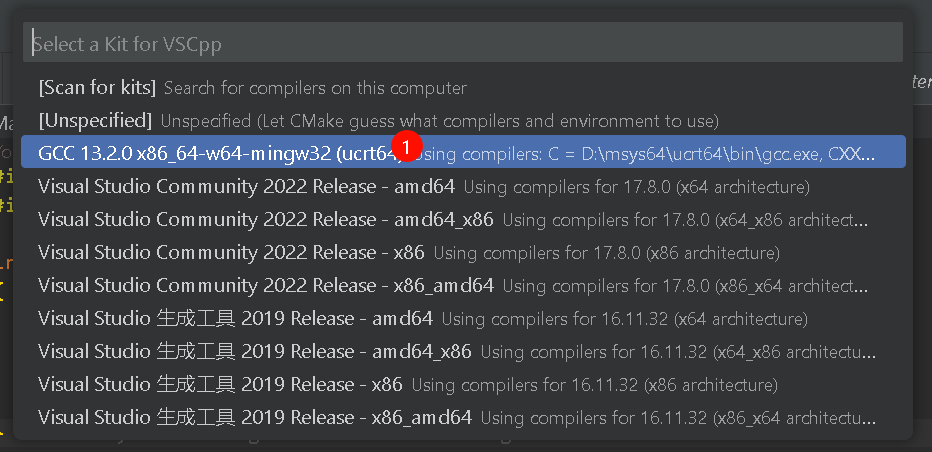 Select a Kit for VSCpp
[Scan for kits] Search for compilers on this computer
[Unspecified] Unspecified (Let CMake guess what compilers and environment to use)
GCC 13.2.0 x86_64-w64-mingw32 (ucrt64) 1 Using compilers: C = D:\msys64\ucrt64\bin\gcc.exe, CXX...
Visual Studio Community 2022 Release - amd64 Using compilers for 17.8.0 (x64 architecture)
Visual Studio Community 2022 Release - amd64_x86 Using compilers for 17.8.0 (x64_x86 architect...
Visual Studio Community 2022 Release - x86 Using compilers for 17.8.0 (x86 architecture)
Visual Studio Community 2022 Release - x86_amd64 Using compilers for 17.8.0 (x86_x64 architect...
Visual Studio 生成工具 2019 Release - amd64 Using compilers for 16.11.32 (x64 architecture)
Visual Studio 生成工具 2019 Release - amd64_x86 Using compilers for 16.11.32 (x64_x86 architectu...
Visual Studio 生成工具 2019 Release - x86 Using compilers for 16.11.32 (x86 architecture)
Visual Studio 生成工具 2019 Release - x86_amd64 Using compilers for 16.11.32 (x86_x64 architectu...